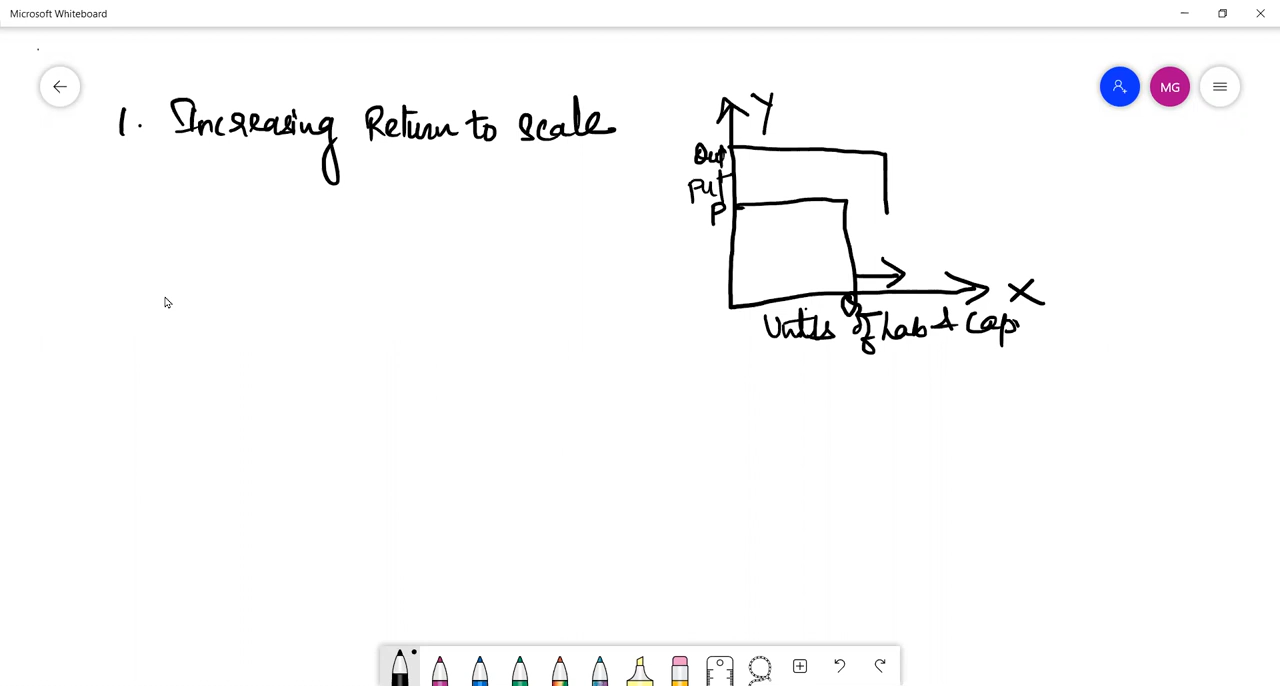 Microsoft Whiteboard
MG
1. Increasing Return to Scale
Y
Out
Put
P
X
Q
Units of Lab & Cap